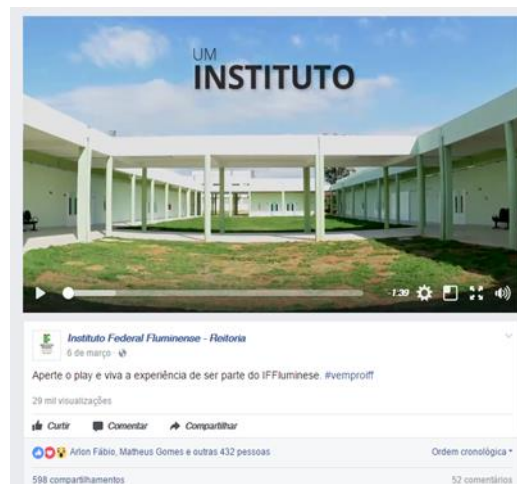 UM
INSTITUTO
-1:39
Instituto Federal Fluminense - Reitoria
6 de março ·
Aperte o play e viva a experiência de ser parte do IFFluminese. #vemproiff
29 mil visualizações
Curtir Comentar Compartilhar
Arlon Fábio, Matheus Gomes e outras 432 pessoas Ordem cronológica
598 compartilhamentos 52 comentários